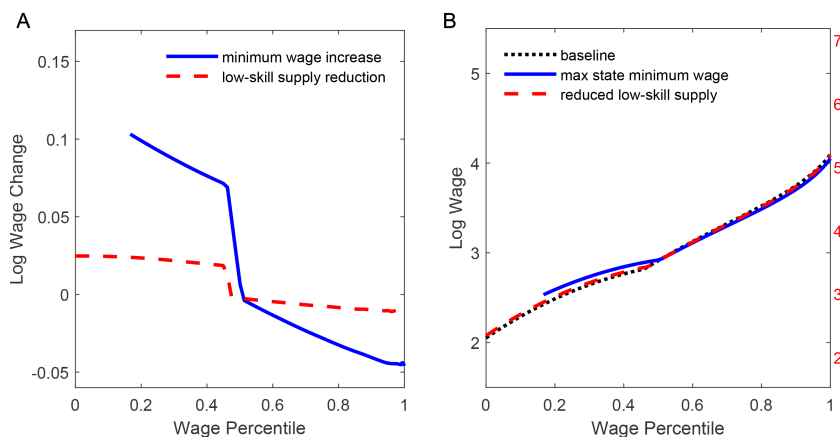 A
0.15
0.1
0.05
0
-0.05
Log Wage Change
minimum wage increase
low-skill supply reduction
0
0.2
0.4
0.6
0.8
1
Wage Percentile
B
5
4
3
2
Log Wage
baseline
max state minimum wage
reduced low-skill supply
0
0.2
0.4
0.6
0.8
1
Wage Percentile
7
6
5
4
3
2